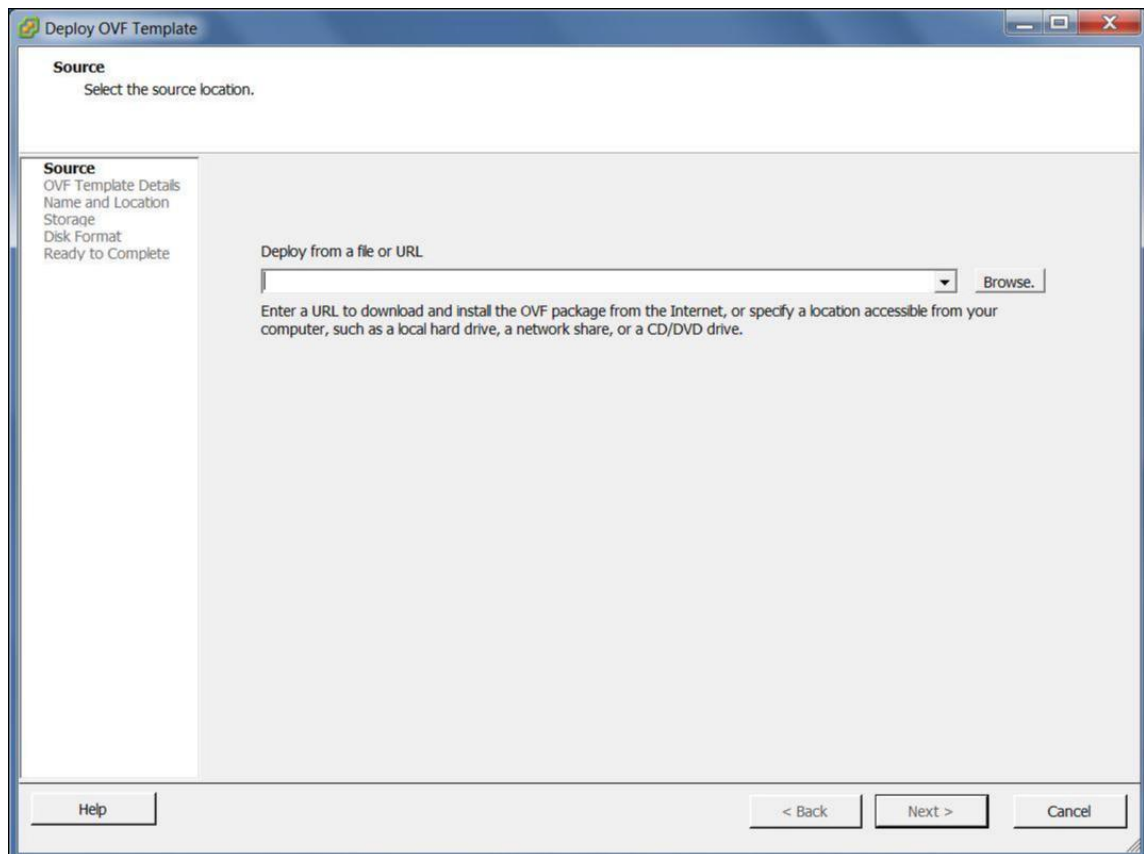 Deploy OVF Template
Source
Select the source location.
Source
OVF Template Details
Name and Location
Storage
Disk Format
Ready to Complete
Deploy from a file or URL
Browse.
Enter a URL to download and install the OVF package from the Internet, or specify a location accessible from your
computer, such as a local hard drive, a network share, or a CD/DVD drive.
Help
< Back
Next >
Cancel